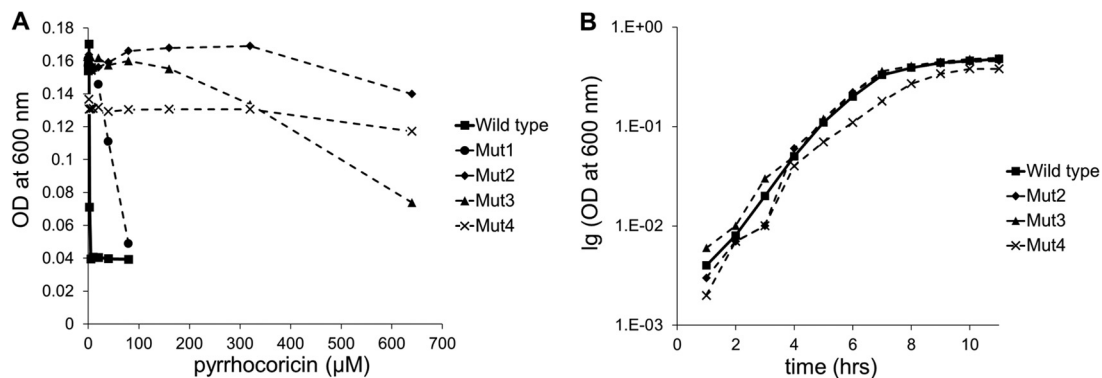 A
0.18
0.16
0.14
0.12
0.1
0.08
0.06
0.04
0.02
0
OD at 600 nm
0 100 200 300 400 500 600 700
pyrrhocoricin (µM)
Wild type
Mut1
Mut2
Mut3
Mut4
B
1.E+00
1.E-01
1.E-02
1.E-03
lg (OD at 600 nm)
0 2 4 6 8 10
time (hrs)
Wild type
Mut2
Mut3
Mut4